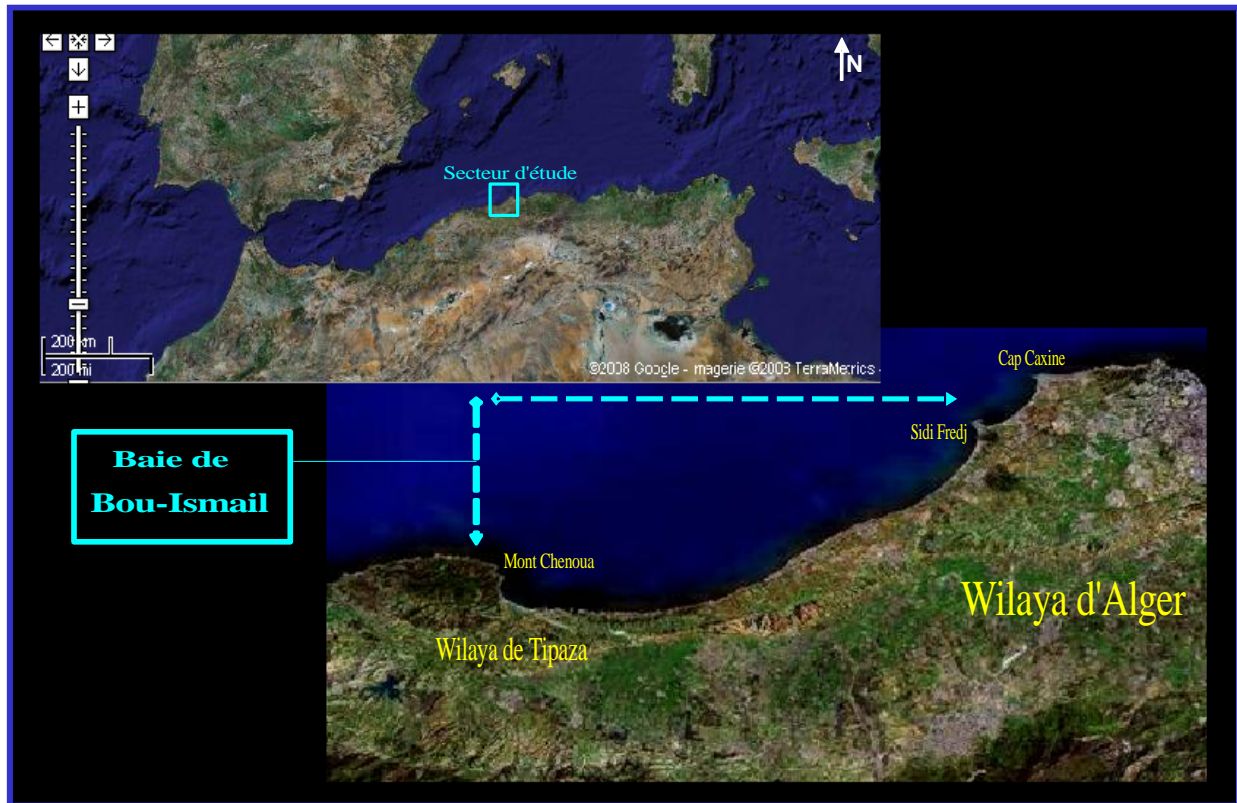 N
Secteur d'étude
200 km
200 mi
©2008 Google - magerie ©2008 TerraMetrics -
Cap Caxine
Sidi Fredj
Baie de
Bou-Ismail
Mont Chenoua
Wilaya d'Alger
Wilaya de Tipaza